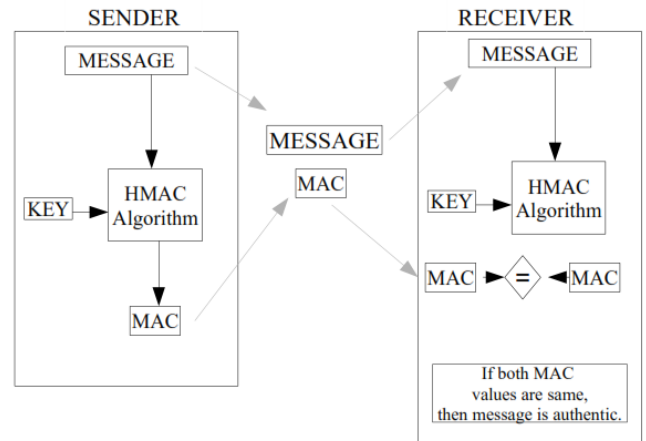 SENDER
MESSAGE
KEY
HMAC
Algorithm
MAC
MESSAGE
MAC
RECEIVER
MESSAGE
KEY
HMAC
Algorithm
MAC
=
MAC
If both MAC
values are same,
then message is authentic.